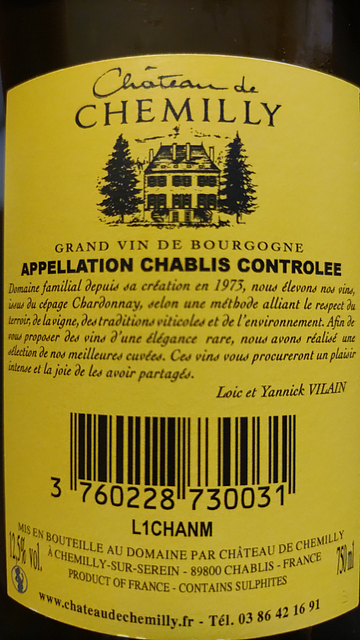 Château de
CHEMILLY
GRAND VIN DE BOURGOGNE
APPELLATION CHABLIS CONTROLEE
Domaine familial depuis sa création en 1973, nous élevons nos vins,
issus du cépage Chardonnay, selon une méthode alliant le respect du
terroir, de la vigne, des traditions viticoles et de l'environnement. Afin de
vous proposer des vins d'une élégance rare, nous avons réalisé une
sélection de nos meilleures cuvées. Ces vins vous procureront un plaisir
intense et la joie de les avoir partagés.
Loic et Yannick VILAIN
3 760228 730031
L1CHANM
MIS EN BOUTEILLE AU DOMAINE PAR CHÂTEAU DE CHEMILLY
12,5% vol.
À CHEMILLY-SUR-SEREIN - 89800 CHABLIS - FRANCE
750 ml
PRODUCT OF FRANCE - CONTAINS SULPHITES
www.chateaudechemilly.fr - Tél. 03 86 42 16 91